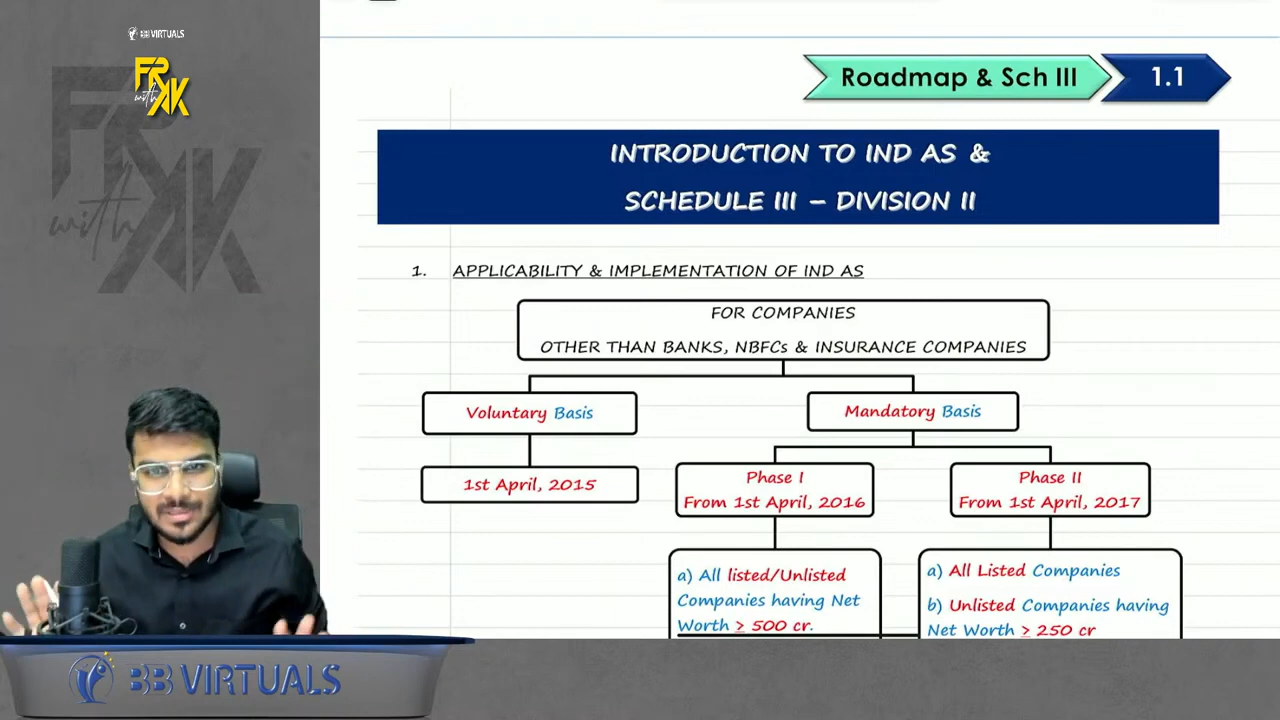 BB VIRTUALS
FR
with
AK
FR
with
AK
Roadmap & Sch III
1.1
INTRODUCTION TO IND AS &
SCHEDULE III – DIVISION II
1. APPLICABILITY & IMPLEMENTATION OF IND AS
FOR COMPANIES
OTHER THAN BANKS, NBFCs & INSURANCE COMPANIES
Voluntary Basis
Mandatory Basis
1st April, 2015
Phase I
From 1st April, 2016
Phase II
From 1st April, 2017
a) All listed/Unlisted
Companies having Net
Worth ≥ 500 cr.
a) All Listed Companies
b) Unlisted Companies having
Net Worth ≥ 250 cr
BB VIRTUALS